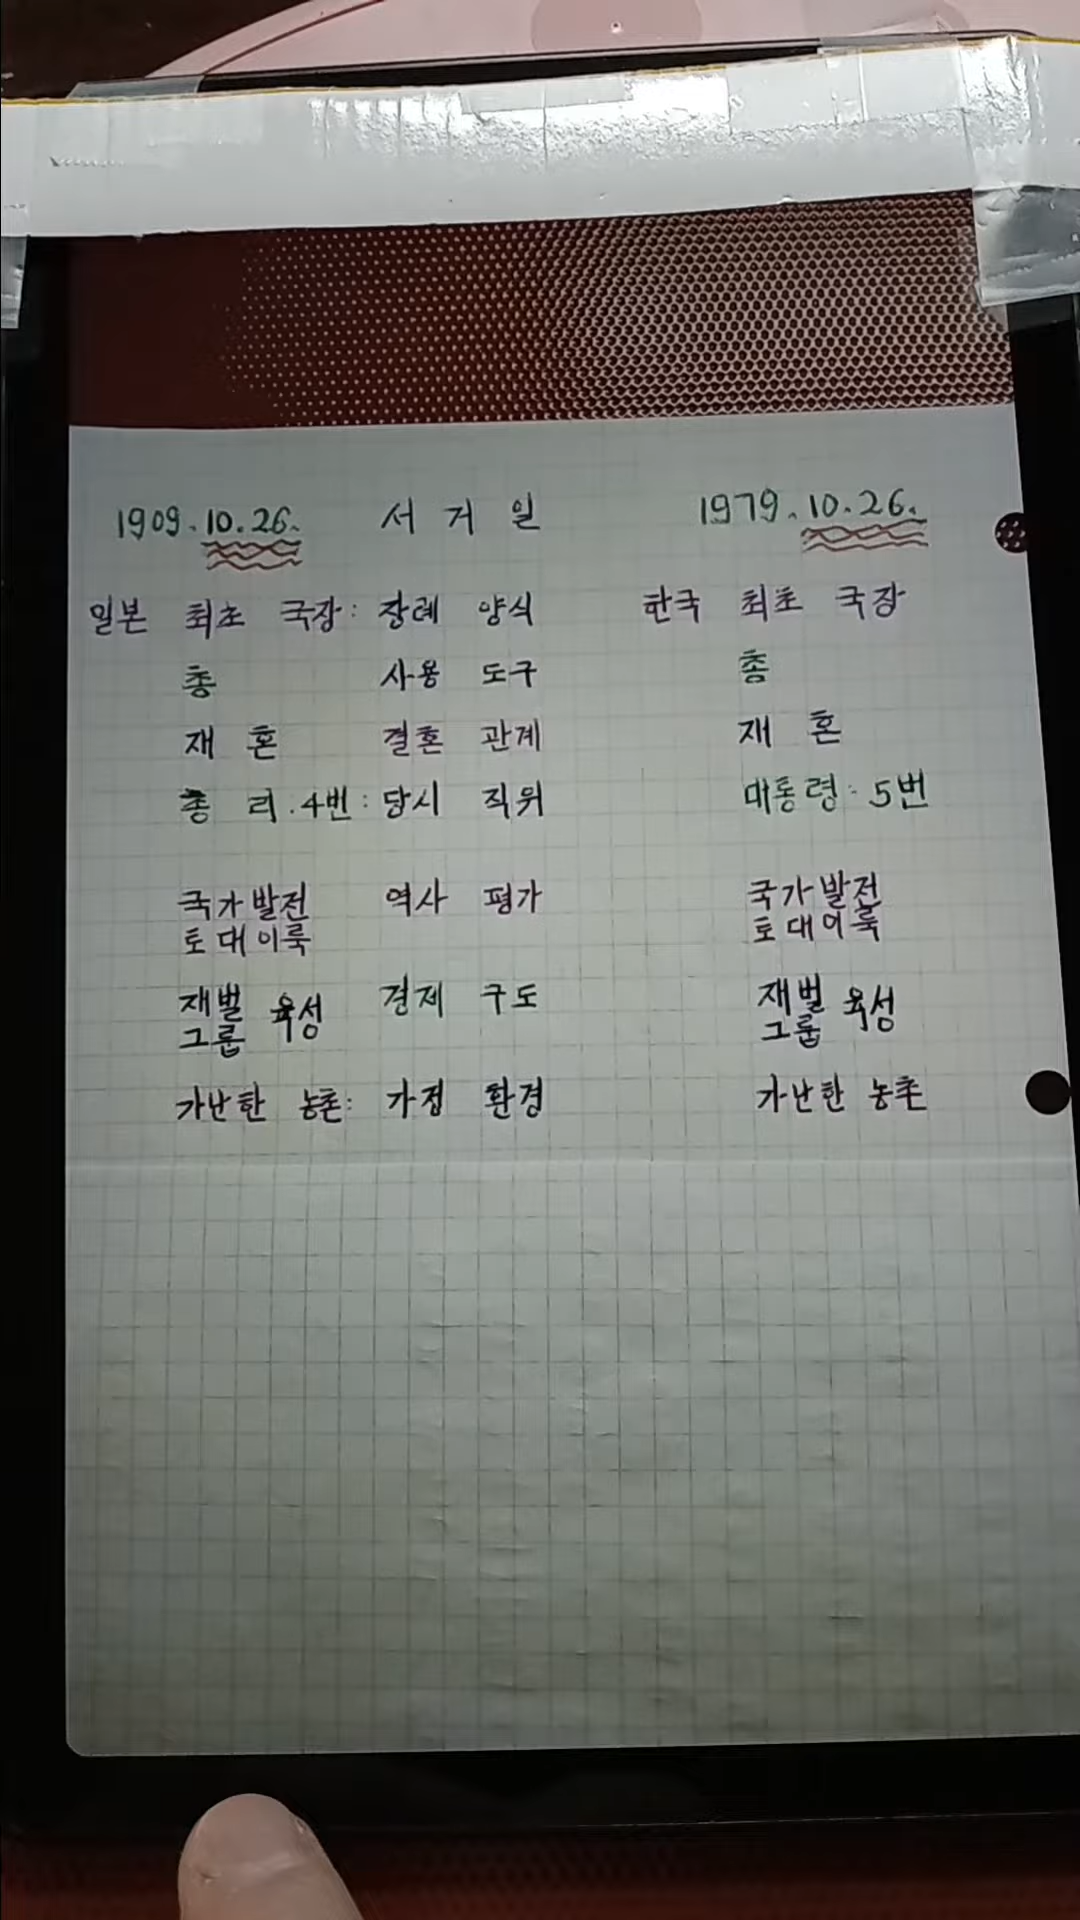 1909.10.26. 서거일 1979.10.26.
일본 최초 국장: 장례 양식 한국 최초 국장
총 사용 도구 총
재혼 결혼 관계 재혼
총리.4번: 당시 직위 대통령: 5번
국가발전 역사 평가 국가발전
토대이룩 토대이룩
재벌 육성 경제 구도 재벌 육성
그룹 그룹
가난한 농촌: 가정 환경 가난한 농촌